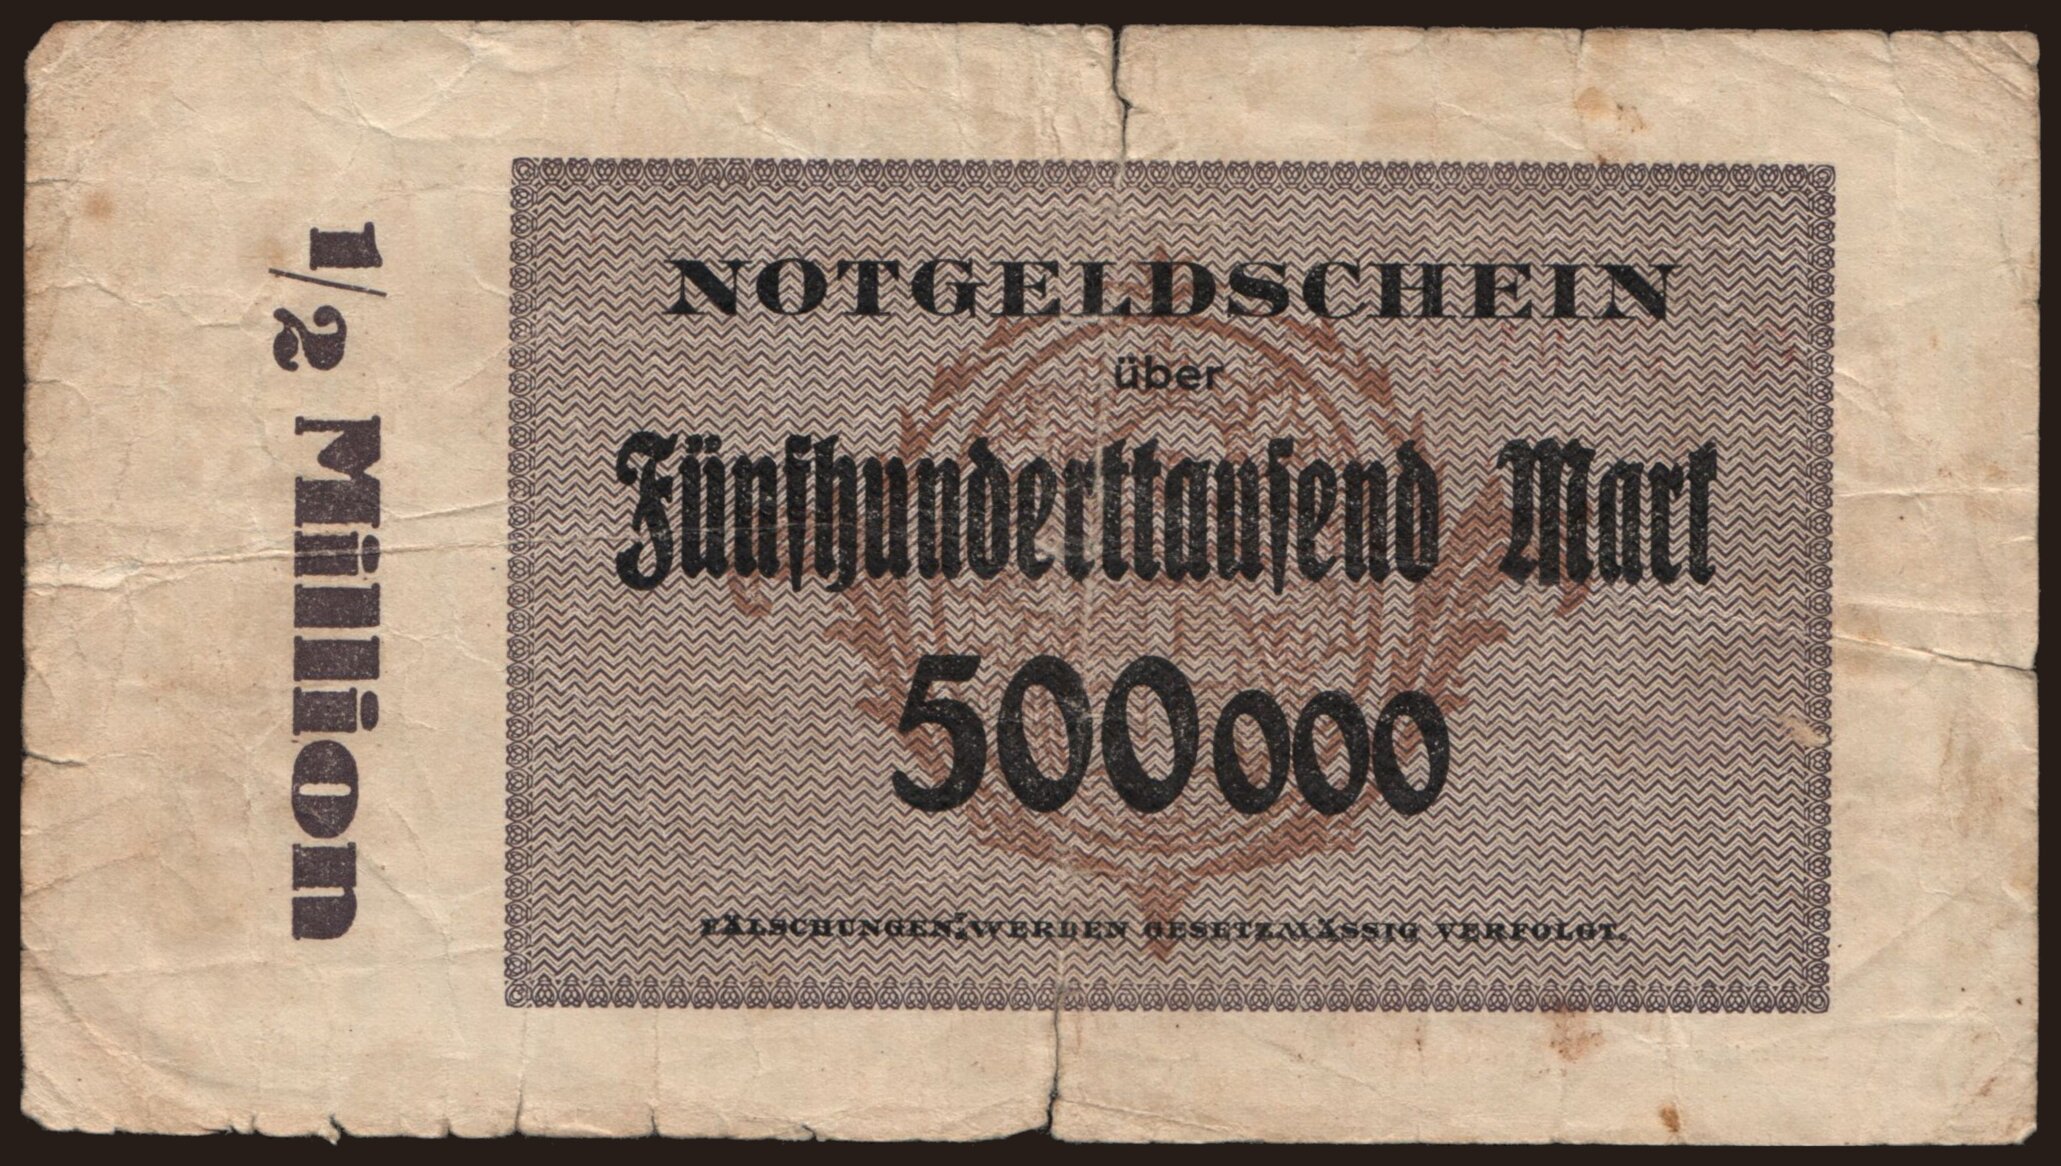 1/2 Million
NOTGELDSCHEIN
über
Fünfhunderttausend Mark
500000
FÄLSCHUNGEN WERDEN GESETZMÄSSIG VERFOLGT.